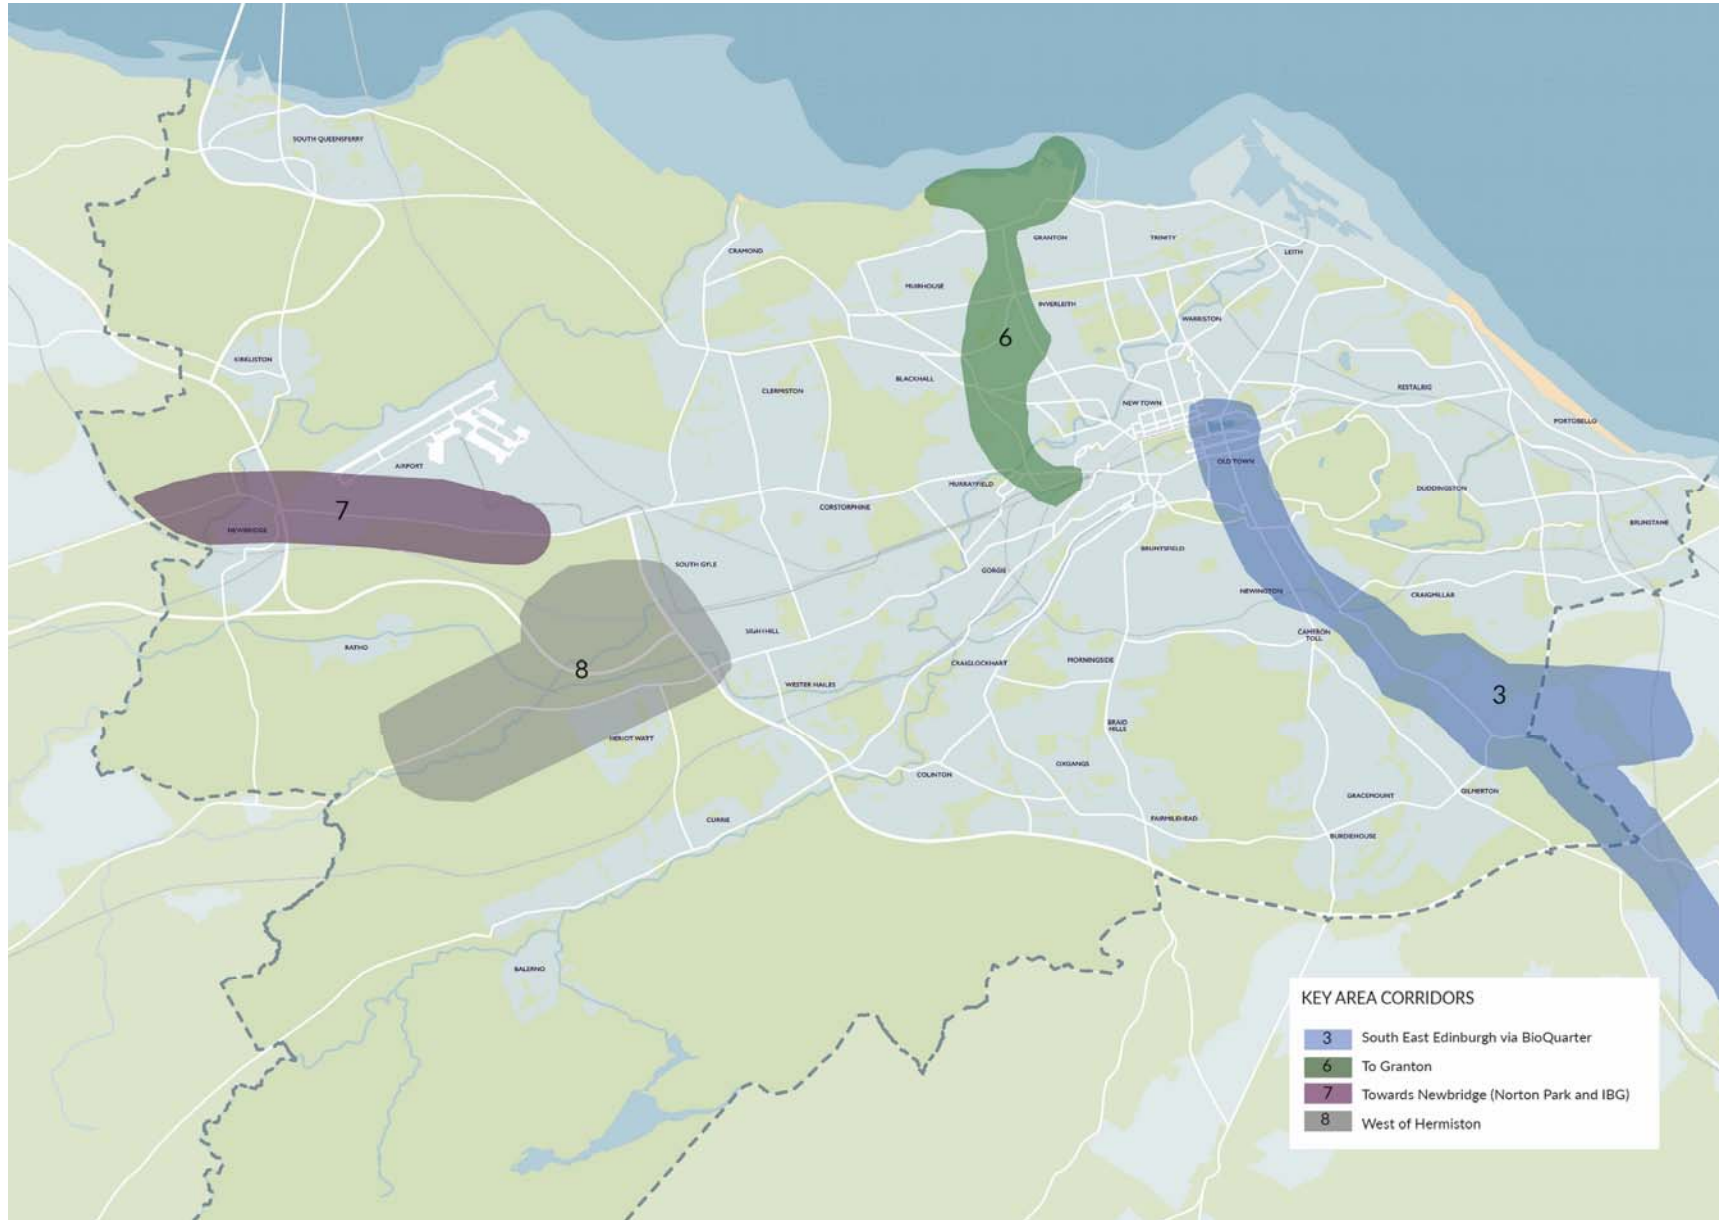 SOUTH QUEENSFERRY
CRAMOND
GRANTON
TRINITY
LEITH
MUIRHOUSE
INVERLEITH
WARRISTON
KIRKLISTON
CLERMISTON
BLACKHALL
6
NEW TOWN
RESTALRIG
PORTOBELLO
AIRPORT
OLD TOWN
MURRAYFIELD
DUDDINGSTON
7
NEWBRIDGE
CORSTORPHINE
BRUNSTANE
BRUNTSFIELD
SOUTH GYLE
GORGIE
NEWINGTON
CRAIGMILLAR
SIGHTHILL
CAMERON
TOLL
RATHO
8
CRAIGLOCKHART
MORNINGSIDE
WESTER HAILES
3
BRAID
HILLS
HERIOT WATT
COLINTON
OXGANGS
GRACEMOUNT
GILMERTON
CURRIE
FAIRMILEHEAD
BURDIEHOUSE
BALERNO
KEY AREA CORRIDORS
3 South East Edinburgh via BioQuarter
6 To Granton
7 Towards Newbridge (Norton Park and IBG)
8 West of Hermiston